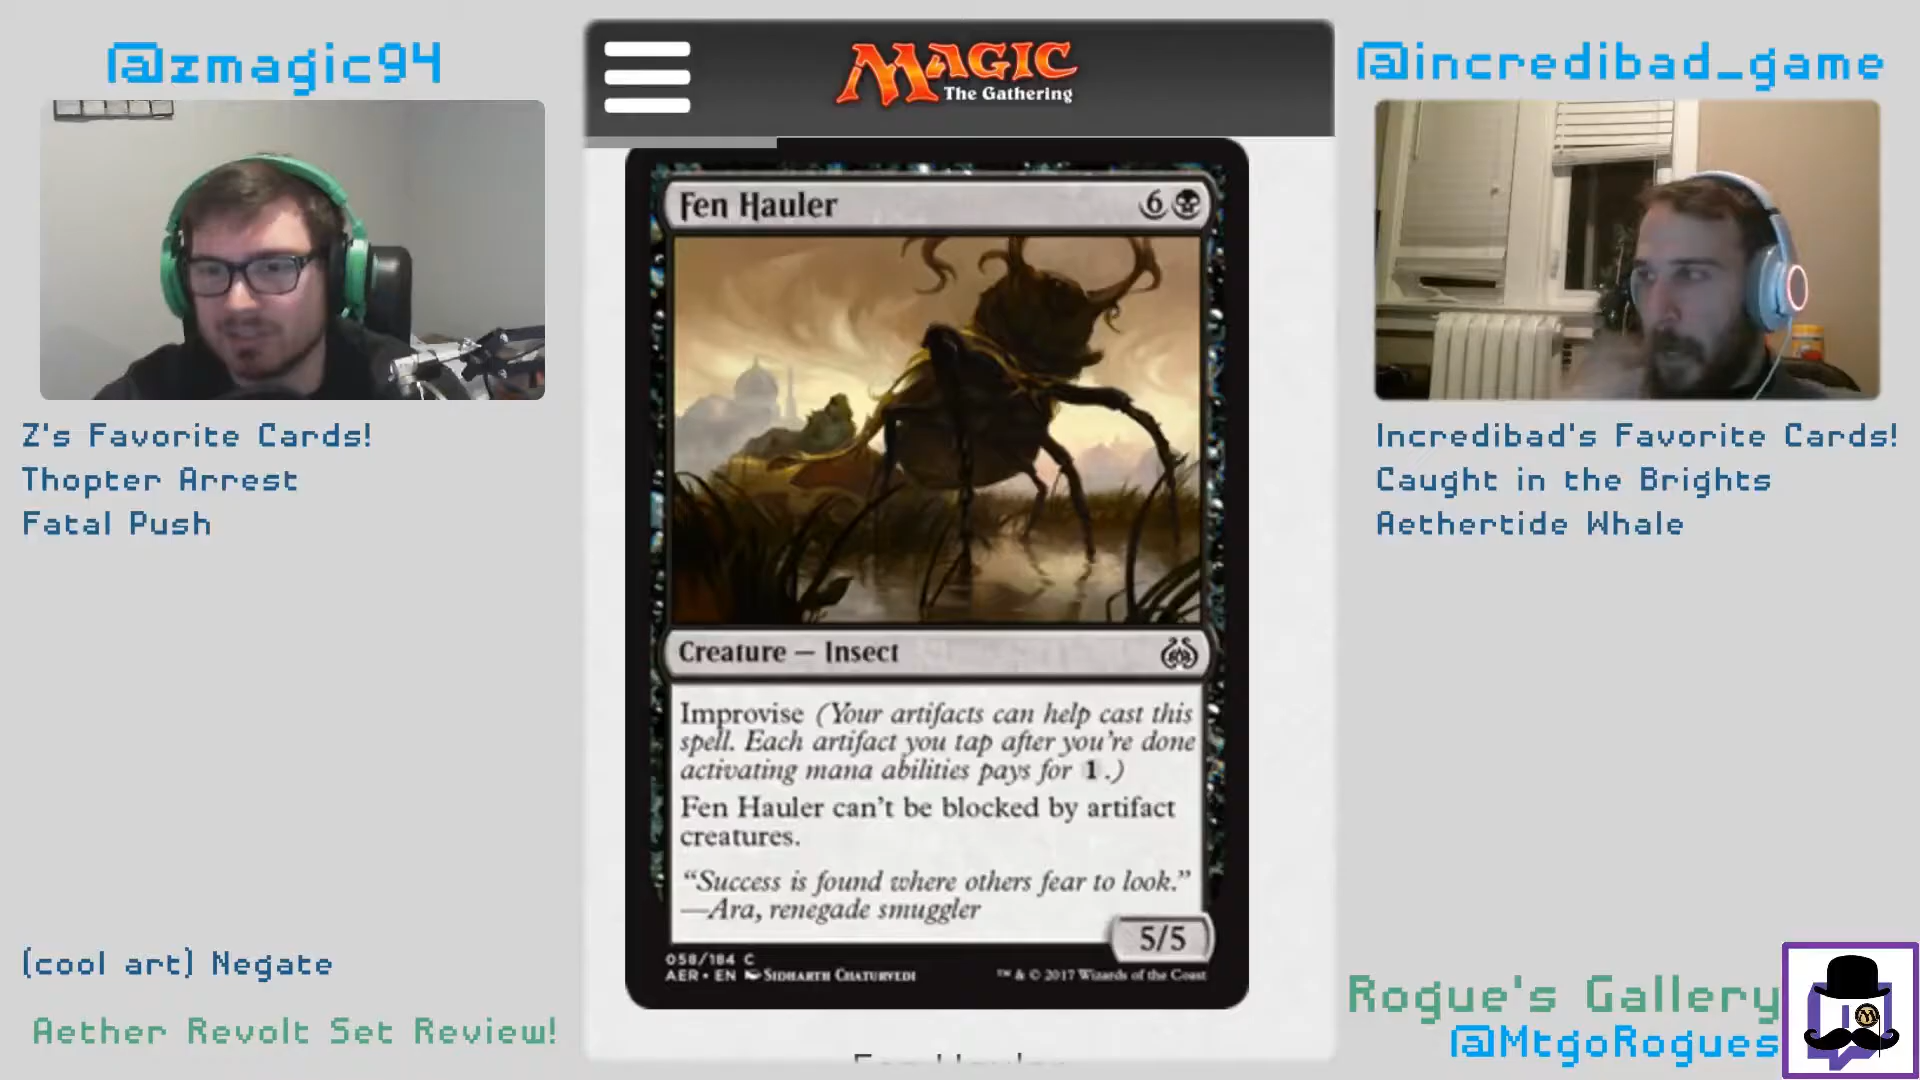 @zmagic94
Z's Favorite Cards!
Thopter Arrest
Fatal Push
(cool art) Negate
Aether Revolt Set Review!
MAGIC
The Gathering
Fen Hauler 6
Creature — Insect
Improvise (Your artifacts can help cast this
spell. Each artifact you tap after you're done
activating mana abilities pays for 1.)
Fen Hauler can't be blocked by artifact
creatures.
“Success is found where others fear to look.”
—Ara, renegade smuggler
5/5
058/184 C
AER • EN Sidharth Chaturvedi
™ & © 2017 Wizards of the Coast
@incredibad_game
Incredibad's Favorite Cards!
Caught in the Brights
Aethertide Whale
Rogue's Gallery
@MtgoRogues